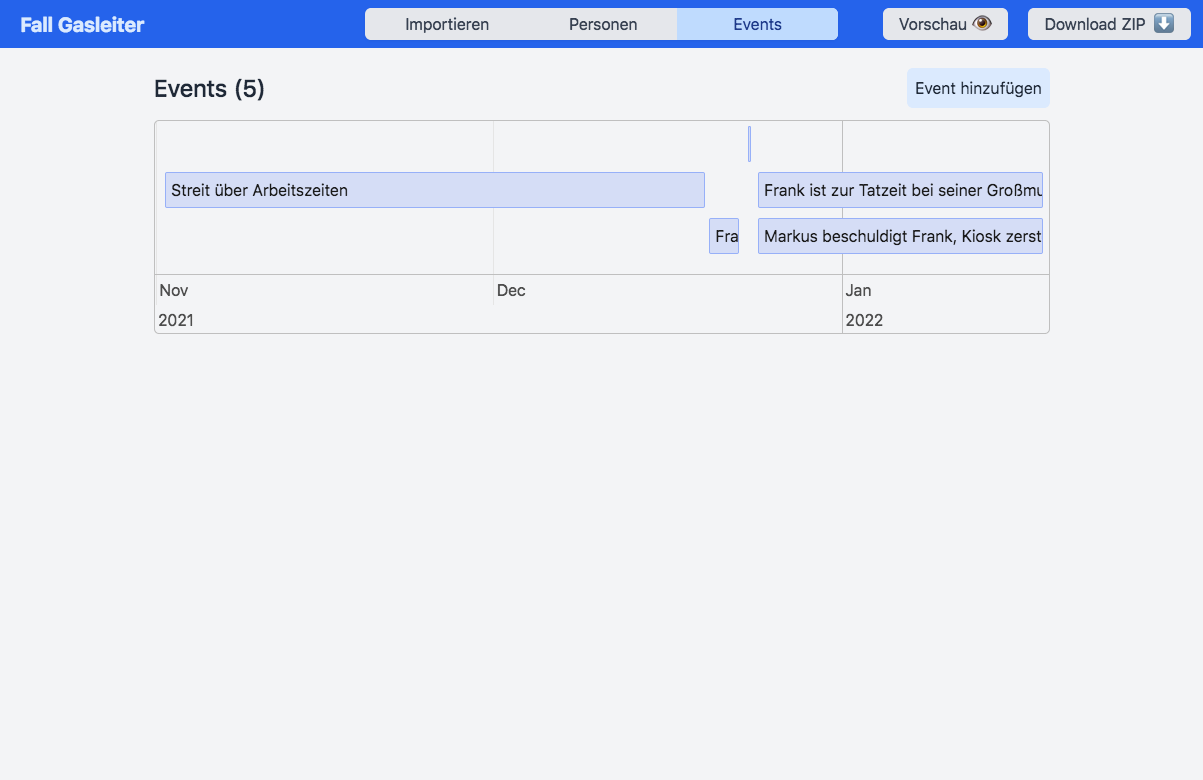 Fall Gasleiter
Importieren
Personen
Events
Vorschau 👁️
Download ZIP ⬇️
Events (5)
Event hinzufügen
Streit über Arbeitszeiten
Frank ist zur Tatzeit bei seiner Großmu
Fra
Markus beschuldigt Frank, Kiosk zerst
Nov
Dec
Jan
2021
2022